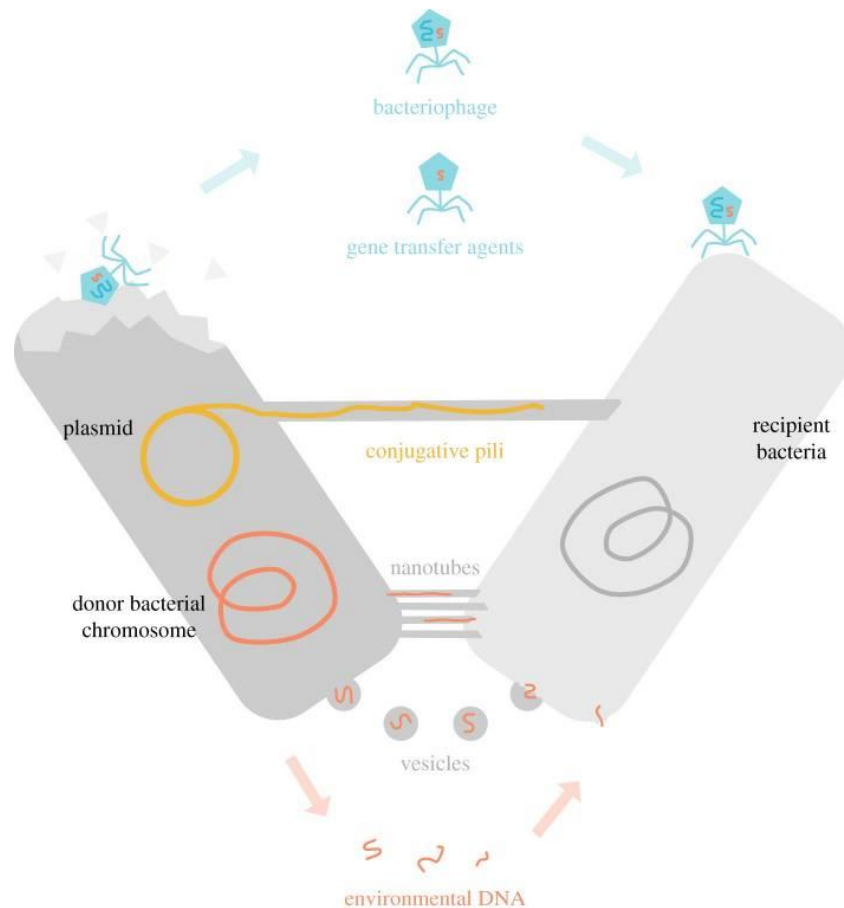 bacteriophage
gene transfer agents
plasmid
conjugative pili
recipient
bacteria
nanotubes
donor bacterial
chromosome
vesicles
environmental DNA